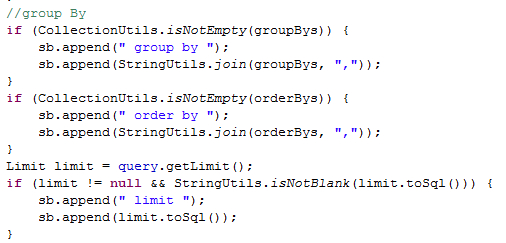 //group By
if (CollectionUtils.isNotEmpty(groupBys)) {
    sb.append(" group by ");
    sb.append(StringUtils.join(groupBys, ","));
}
if (CollectionUtils.isNotEmpty(orderBys)) {
    sb.append(" order by ");
    sb.append(StringUtils.join(orderBys, ","));
}
Limit limit = query.getLimit();
if (limit != null && StringUtils.isNotBlank(limit.toSql())) {
    sb.append(" limit ");
    sb.append(limit.toSql());
}